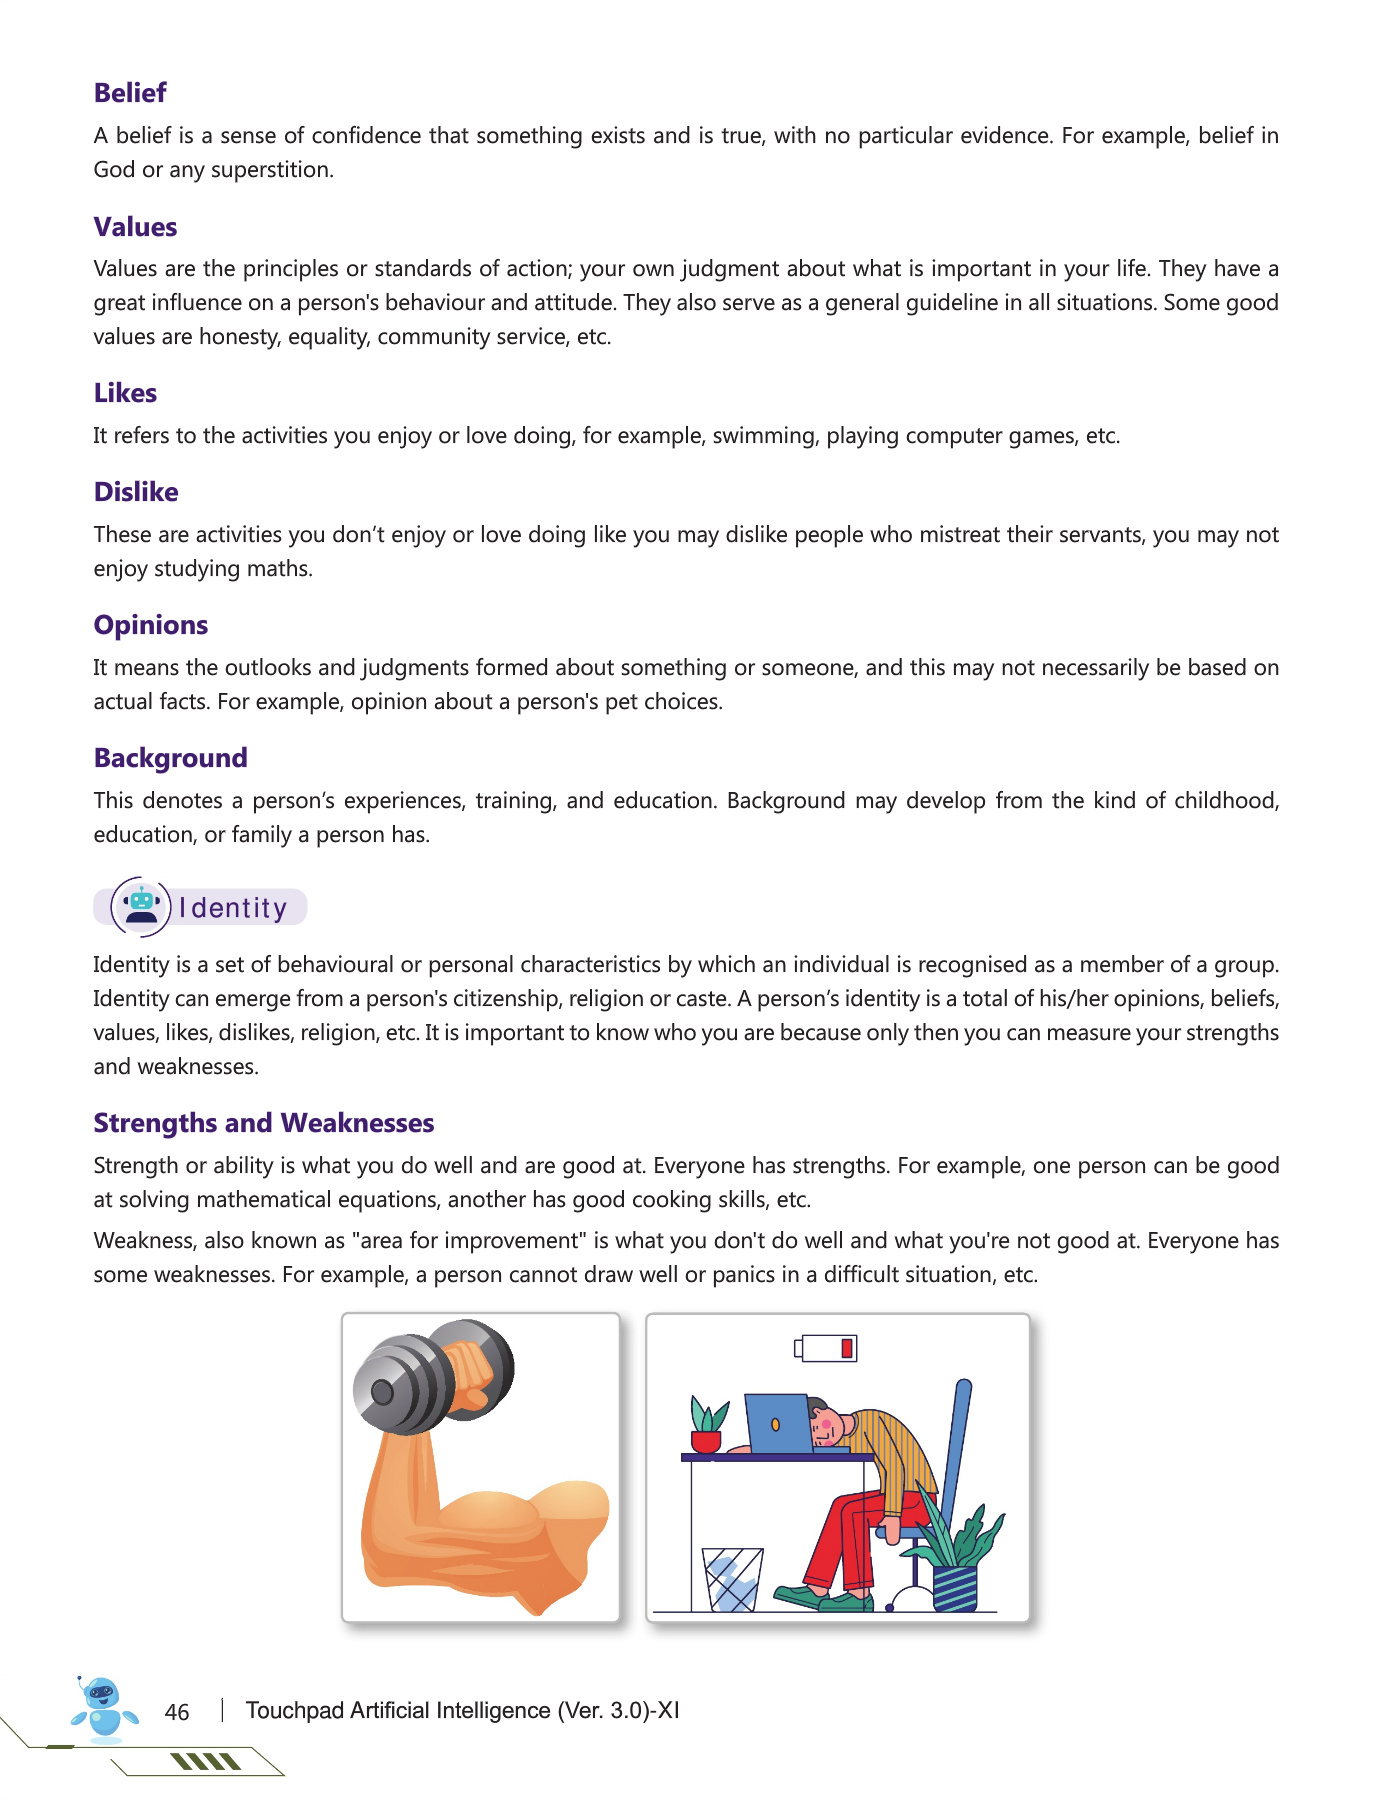 Belief
A belief is a sense of confidence that something exists and is true, with no particular evidence. For example, belief in
God or any superstition.
Values
Values are the principles or standards of action; your own judgment about what is important in your life. They have a
great influence on a person's behaviour and attitude. They also serve as a general guideline in all situations. Some good
values are honesty, equality, community service, etc.
Likes
It refers to the activities you enjoy or love doing, for example, swimming, playing computer games, etc.
Dislike
These are activities you don’t enjoy or love doing like you may dislike people who mistreat their servants, you may not
enjoy studying maths.
Opinions
It means the outlooks and judgments formed about something or someone, and this may not necessarily be based on
actual facts. For example, opinion about a person's pet choices.
Background
This denotes a person’s experiences, training, and education. Background may develop from the kind of childhood,
education, or family a person has.
Identity
Identity is a set of behavioural or personal characteristics by which an individual is recognised as a member of a group.
Identity can emerge from a person's citizenship, religion or caste. A person’s identity is a total of his/her opinions, beliefs,
values, likes, dislikes, religion, etc. It is important to know who you are because only then you can measure your strengths
and weaknesses.
Strengths and Weaknesses
Strength or ability is what you do well and are good at. Everyone has strengths. For example, one person can be good
at solving mathematical equations, another has good cooking skills, etc.
Weakness, also known as "area for improvement" is what you don't do well and what you're not good at. Everyone has
some weaknesses. For example, a person cannot draw well or panics in a difficult situation, etc.
46 | Touchpad Artificial Intelligence (Ver. 3.0)-XI